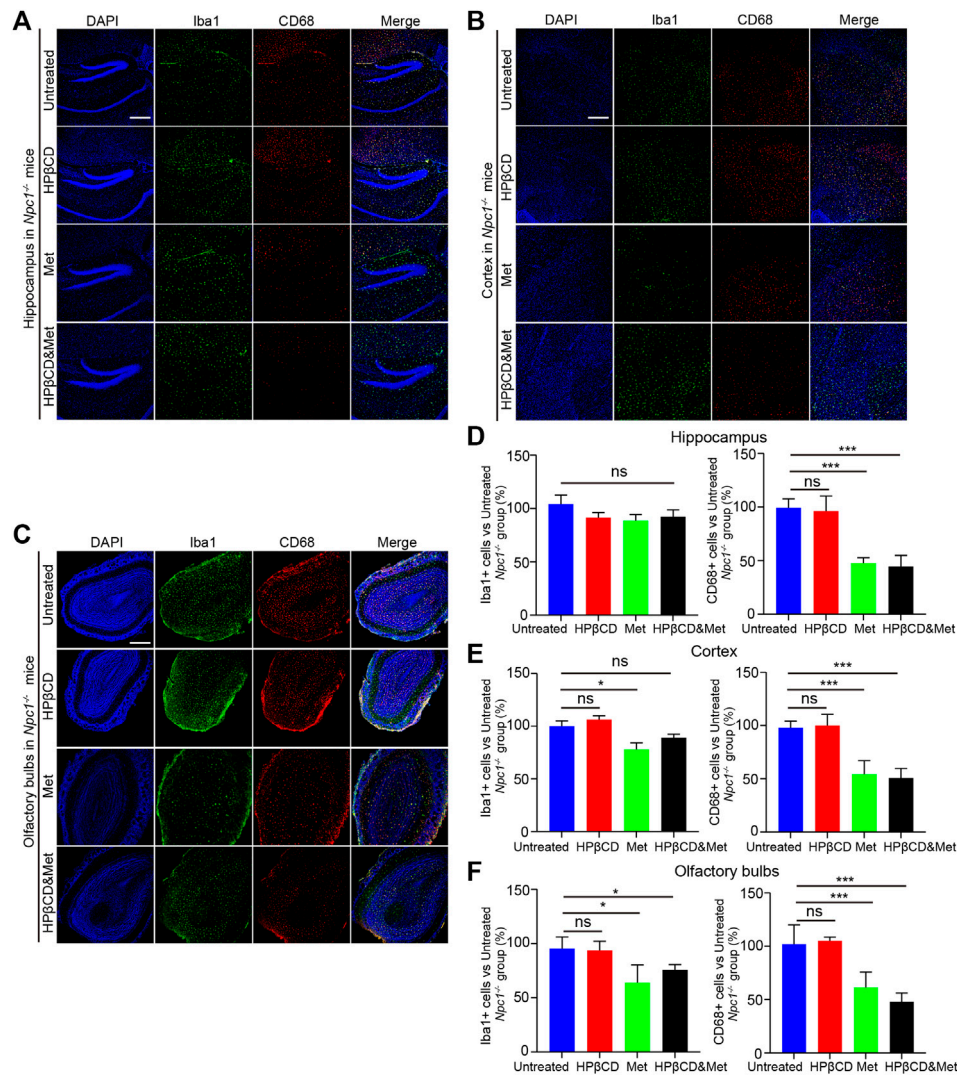 A
DAPI Iba1 CD68 Merge
Hippocampus in Npc1-/- mice
Untreated
HPβCD
Met
HPβCD&Met
B
DAPI Iba1 CD68 Merge
Cortex in Npc1-/- mice
Untreated
HPβCD
Met
HPβCD&Met
C
DAPI Iba1 CD68 Merge
Olfactory bulbs in Npc1-/- mice
Untreated
HPβCD
Met
HPβCD&Met
D
Hippocampus
Iba1+ cells vs Untreated
Npc1-/- group (%)
150
100
50
0
ns
Untreated HPβCD Met HPβCD&Met
CD68+ cells vs Untreated
Npc1-/- group (%)
150
100
50
0
***
***
ns
Untreated HPβCD Met HPβCD&Met
E
Cortex
Iba1+ cells vs Untreated
Npc1-/- group (%)
150
100
50
0
ns
*
ns
Untreated HPβCD Met HPβCD&Met
CD68+ cells vs Untreated
Npc1-/- group (%)
150
100
50
0
***
***
ns
Untreated HPβCD Met HPβCD&Met
F
Olfactory bulbs
Iba1+ cells vs Untreated
Npc1-/- group (%)
150
100
50
0
*
*
ns
Untreated HPβCD Met HPβCD&Met
CD68+ cells vs Untreated
Npc1-/- group (%)
150
100
50
0
***
***
ns
Untreated HPβCD Met HPβCD&Met